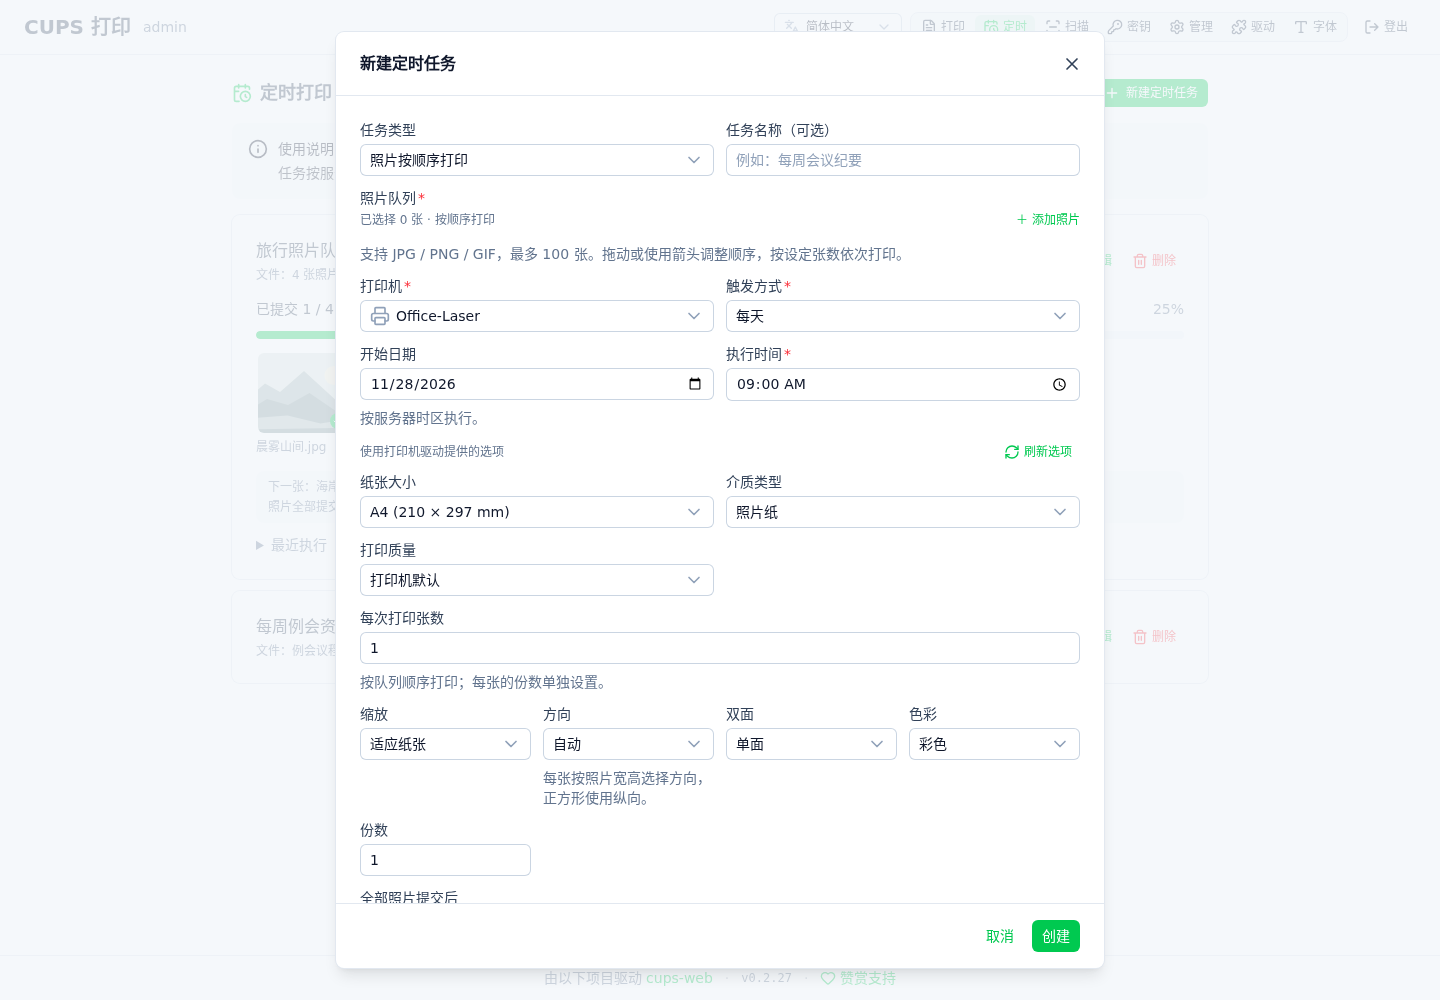 CUPS 打印 admin 简体中文 打印 定时 扫描 密钥 管理 驱动 字体 登出
新建定时任务
定时打印
新建定时任务
使用说明
任务按服
任务类型 任务名称（可选）
照片按顺序打印 例如：每周会议纪要
照片队列*
已选择 0 张 · 按顺序打印 添加照片
支持 JPG / PNG / GIF，最多 100 张。拖动或使用箭头调整顺序，按设定张数依次打印。
旅行照片队
文件：4 张照片
删除
已提交 1 / 4
25%
晨雾山间.jpg
下一张：海岸
照片全部提交
最近执行
每周例会资
文件：例会议程
删除
打印机* 触发方式*
Office-Laser 每天
开始日期 执行时间*
11/28/2026 09:00 AM
按服务器时区执行。
使用打印机驱动提供的选项 刷新选项
纸张大小 介质类型
A4 (210 × 297 mm) 照片纸
打印质量
打印机默认
每次打印张数
1
按队列顺序打印；每张的份数单独设置。
缩放 方向 双面 色彩
适应纸张 自动 单面 彩色
每张按照片宽高选择方向，
正方形使用纵向。
份数
1
全部照片提交后
取消 创建
由以下项目驱动 cups-web · v0.2.27 · 赞赏支持